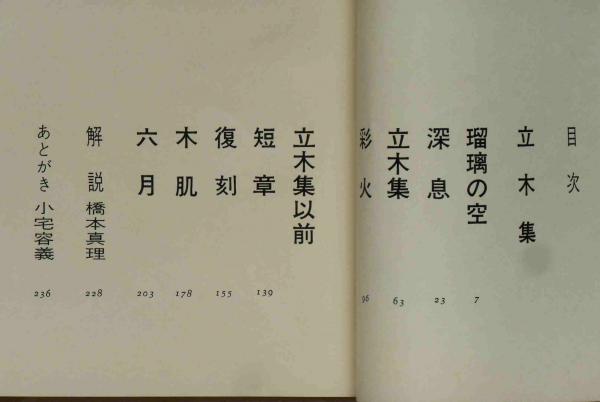 目次
立木集
瑠璃の空 7
深息 23
立木集 63
彩火 96
立木集以前
短章 139
復刻 155
木肌 178
六月 203
解説 橋本真理 228
あとがき 小宅容義 236